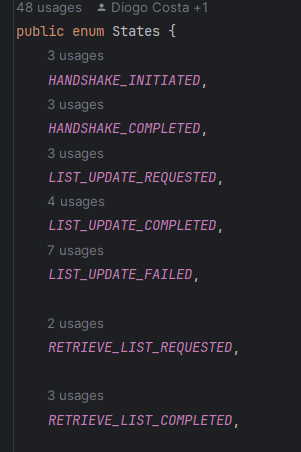 48 usages Diogo Costa +1
public enum States {
3 usages
HANDSHAKE_INITIATED,
3 usages
HANDSHAKE_COMPLETED,
3 usages
LIST_UPDATE_REQUESTED,
4 usages
LIST_UPDATE_COMPLETED,
7 usages
LIST_UPDATE_FAILED,
2 usages
RETRIEVE_LIST_REQUESTED,
3 usages
RETRIEVE_LIST_COMPLETED,